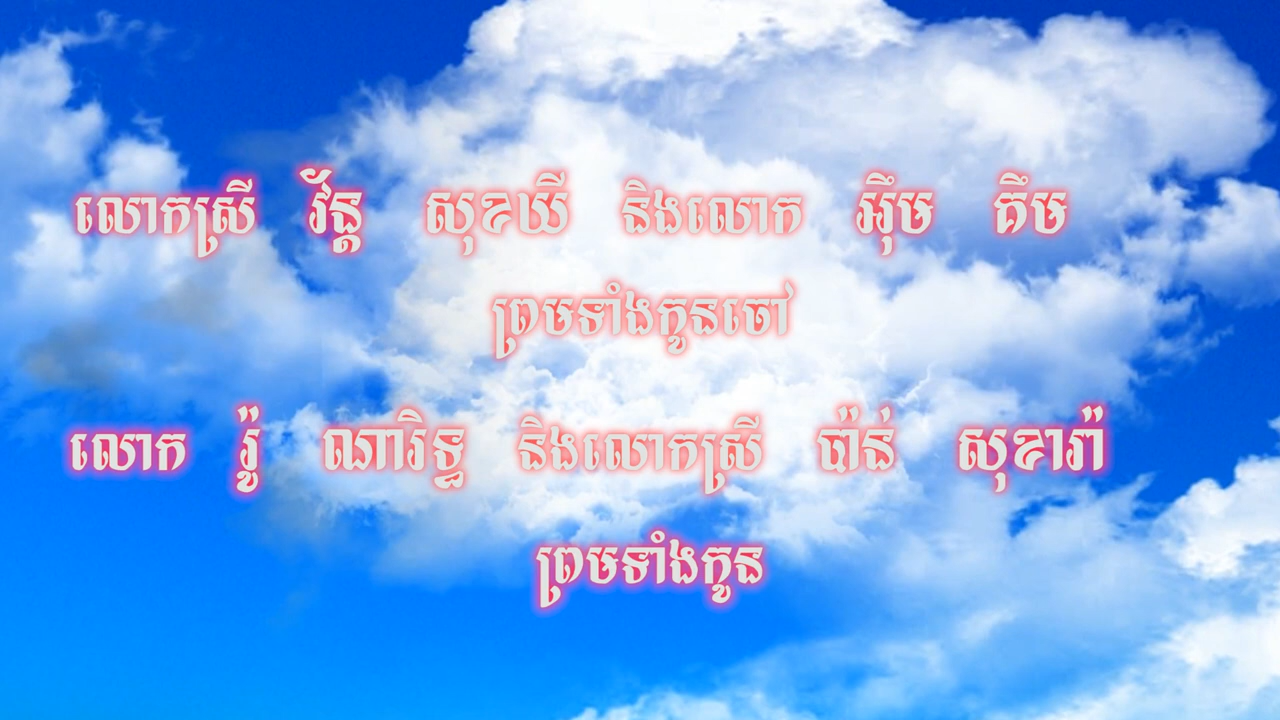 លោកស្រី វ័ន្ត សុខឃី និងលោក អ៊ឹម គឹម
ព្រមទាំងកូនចៅ
លោក រ៉ូ ណារិទ្ធ និងលោកស្រី ប៉ាន់ សុខារ៉ា
ព្រមទាំងកូន